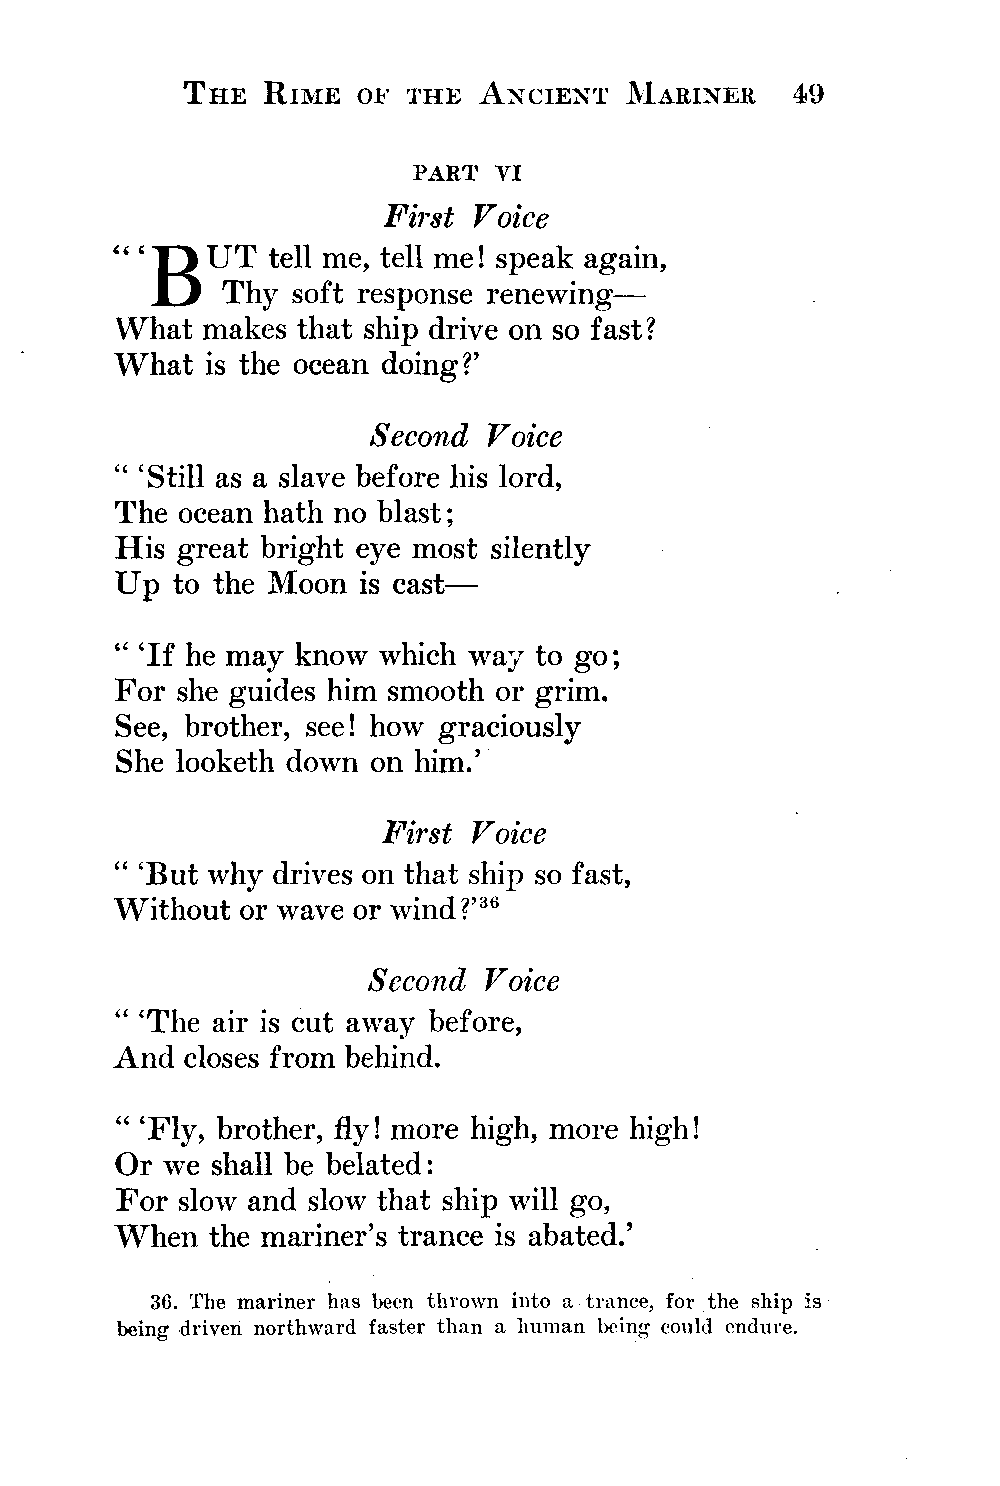 THE RIME OF THE ANCIENT MARINER 49
PART VI
First Voice
“ ‘BUT tell me, tell me! speak again,
Thy soft response renewing—
What makes that ship drive on so fast?
What is the ocean doing?’
Second Voice
“ ‘Still as a slave before his lord,
The ocean hath no blast;
His great bright eye most silently
Up to the Moon is cast—
“ ‘If he may know which way to go;
For she guides him smooth or grim.
See, brother, see! how graciously
She looketh down on him.’
First Voice
“ ‘But why drives on that ship so fast,
Without or wave or wind?’36
Second Voice
“ ‘The air is cut away before,
And closes from behind.
“ ‘Fly, brother, fly! more high, more high!
Or we shall be belated:
For slow and slow that ship will go,
When the mariner’s trance is abated.’
36. The mariner has been thrown into a trance, for the ship is
being driven northward faster than a human being could endure.